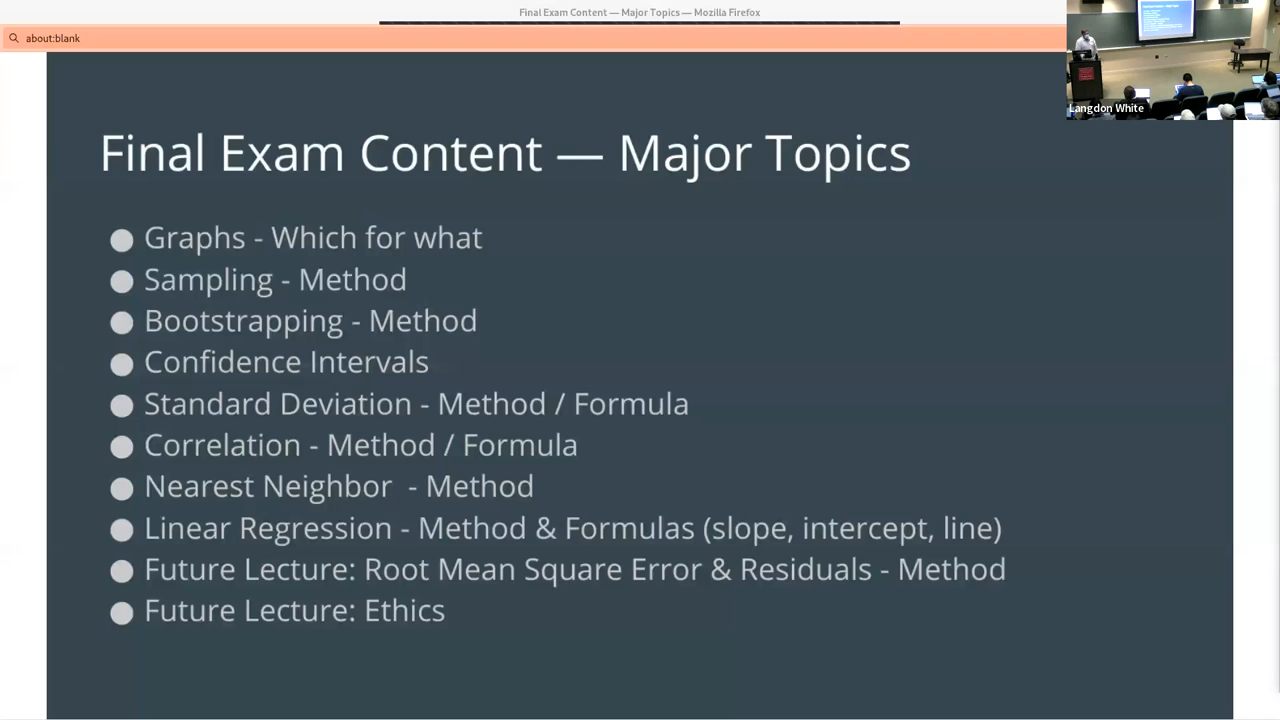 Final Exam Content — Major Topics — Mozilla Firefox
about:blank
Langdon White
Final Exam Content — Major Topics
● Graphs - Which for what
● Sampling - Method
● Bootstrapping - Method
● Confidence Intervals
● Standard Deviation - Method / Formula
● Correlation - Method / Formula
● Nearest Neighbor - Method
● Linear Regression - Method & Formulas (slope, intercept, line)
● Future Lecture: Root Mean Square Error & Residuals - Method
● Future Lecture: Ethics